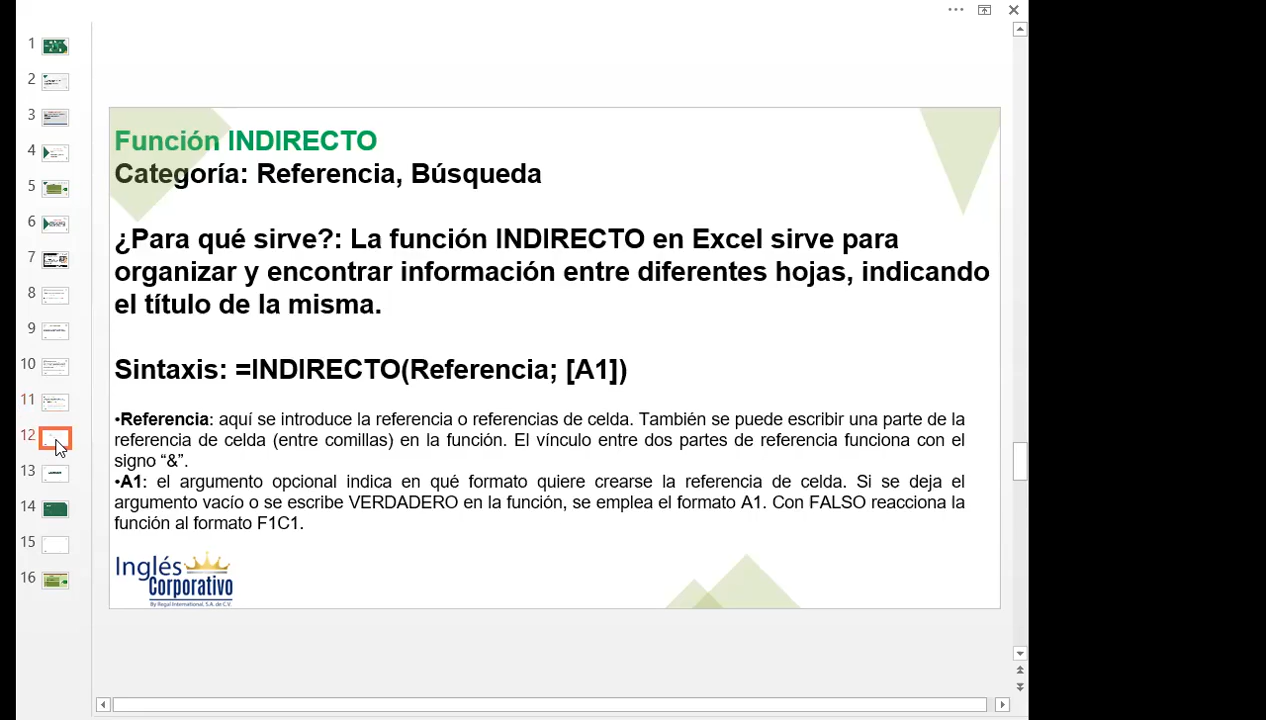 1
2
3
4
5
6
7
8
9
10
11
12
13
14
15
16
Función INDIRECTO
Categoría: Referencia, Búsqueda
¿Para qué sirve?: La función INDIRECTO en Excel sirve para
organizar y encontrar información entre diferentes hojas, indicando
el título de la misma.
Sintaxis: =INDIRECTO(Referencia; [A1])
•Referencia: aquí se introduce la referencia o referencias de celda. También se puede escribir una parte de la
referencia de celda (entre comillas) en la función. El vínculo entre dos partes de referencia funciona con el
signo “&”.
•A1: el argumento opcional indica en qué formato quiere crearse la referencia de celda. Si se deja el
argumento vacío o se escribe VERDADERO en la función, se emplea el formato A1. Con FALSO reacciona la
función al formato F1C1.
Inglés
Corporativo
By Regal International, S.A. de C.V.